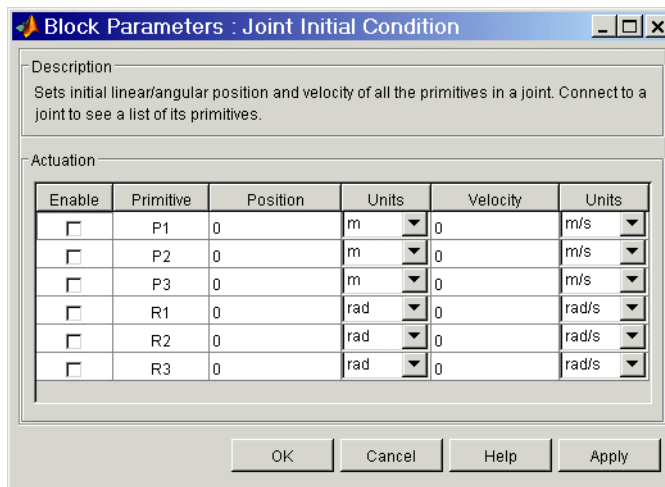 Block Parameters : Joint Initial Condition
Description
Sets initial linear/angular position and velocity of all the primitives in a joint. Connect to a
joint to see a list of its primitives.
Actuation
Enable Primitive Position Units Velocity Units
P1 0 m 0 m/s
P2 0 m 0 m/s
P3 0 m 0 m/s
R1 0 rad 0 rad/s
R2 0 rad 0 rad/s
R3 0 rad 0 rad/s
OK Cancel Help Apply